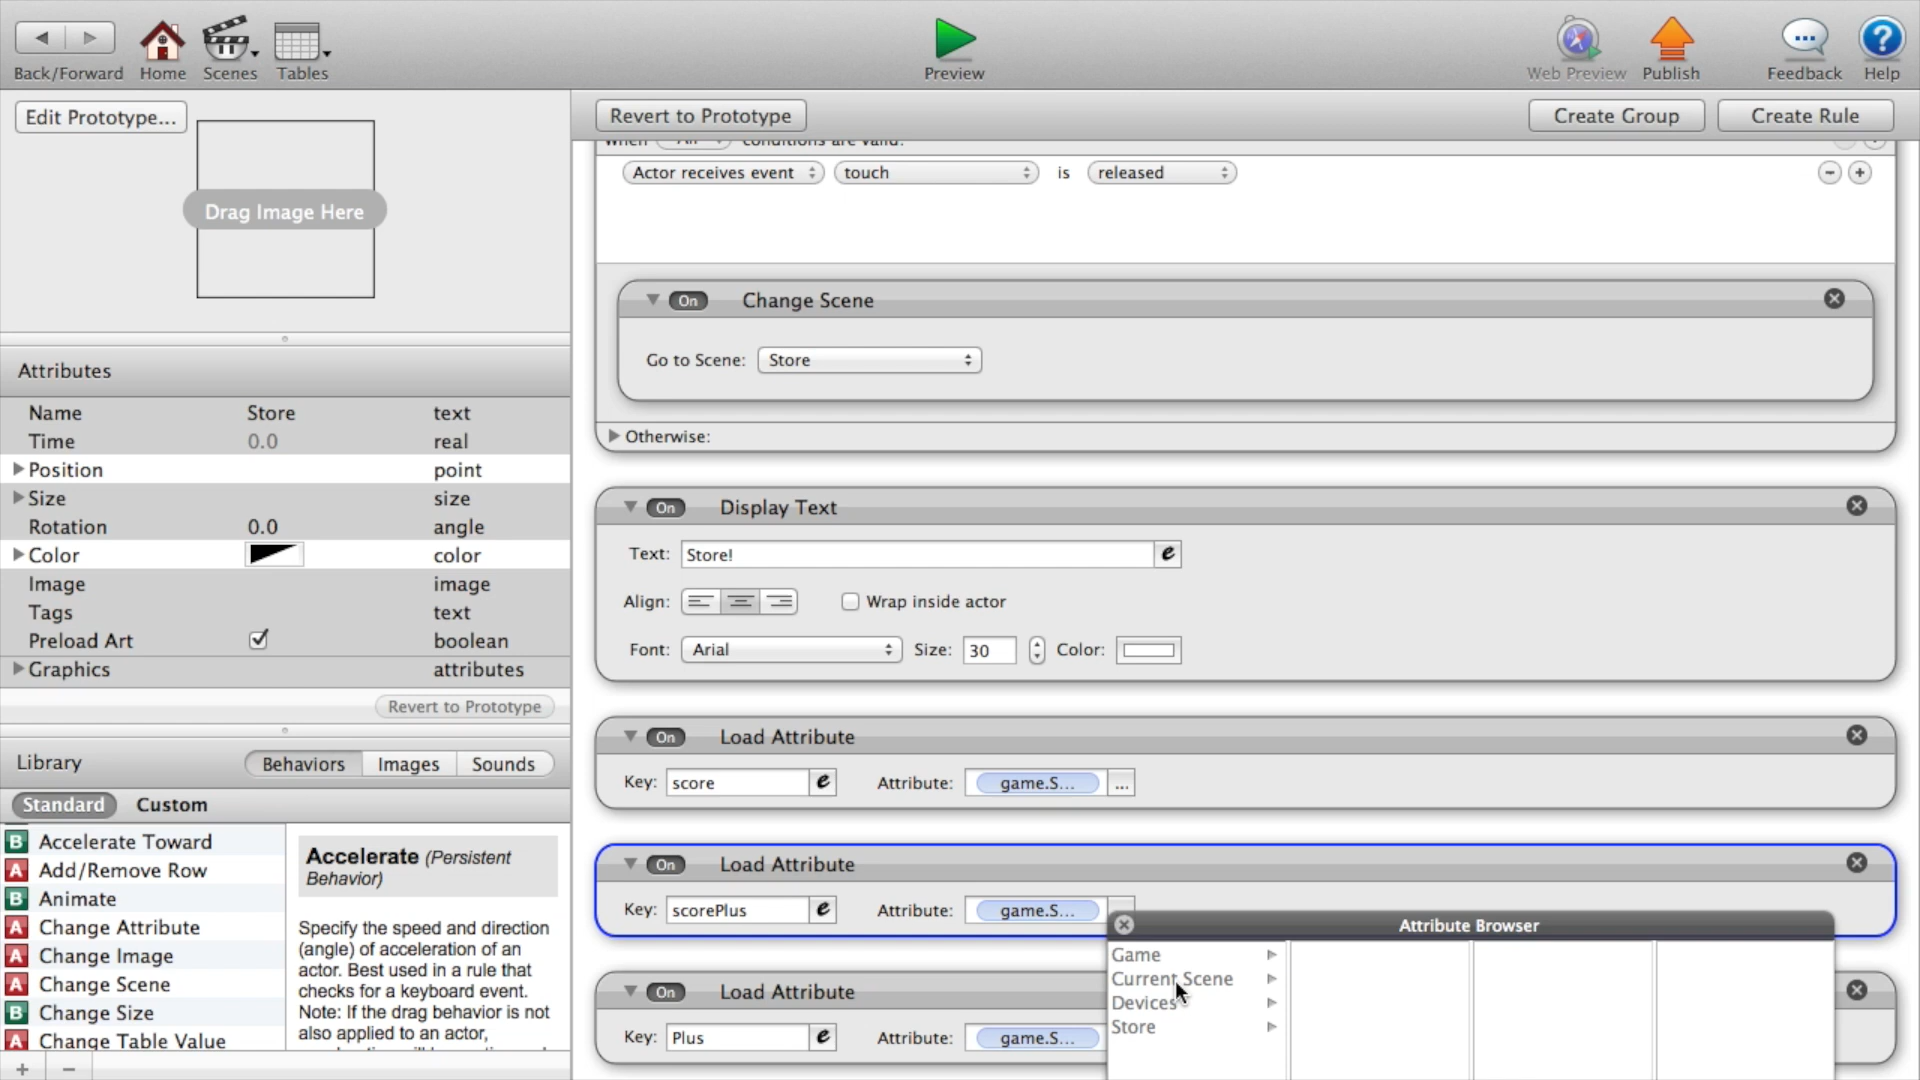 Back/Forward
Home
Scenes
Tables
Preview
Web Preview
Publish
Feedback
Help
Edit Prototype...
Drag Image Here
Revert to Prototype
Create Group
Create Rule
When All conditions are valid:
Actor receives event touch is released
On Change Scene
Go to Scene: Store
Otherwise:
Attributes
Name Store text
Time 0.0 real
Position point
Size size
Rotation 0.0 angle
Color color
Image image
Tags text
Preload Art boolean
Graphics attributes
Revert to Prototype
On Display Text
Text: Store! e
Align: Wrap inside actor
Font: Arial Size: 30 Color:
On Load Attribute
Key: score e Attribute: game.S... ...
On Load Attribute
Key: scorePlus e Attribute: game.S...
On Load Attribute
Key: Plus e Attribute: game.S...
Attribute Browser
Game
Current Scene
Devices
Store
Library
Behaviors Images Sounds
Standard Custom
B Accelerate Toward
A Add/Remove Row
B Animate
A Change Attribute
A Change Image
A Change Scene
B Change Size
A Change Table Value
Accelerate (Persistent
Behavior)
Specify the speed and direction
(angle) of acceleration of an
actor. Best used in a rule that
checks for a keyboard event.
Note: If the drag behavior is not
also applied to an actor,